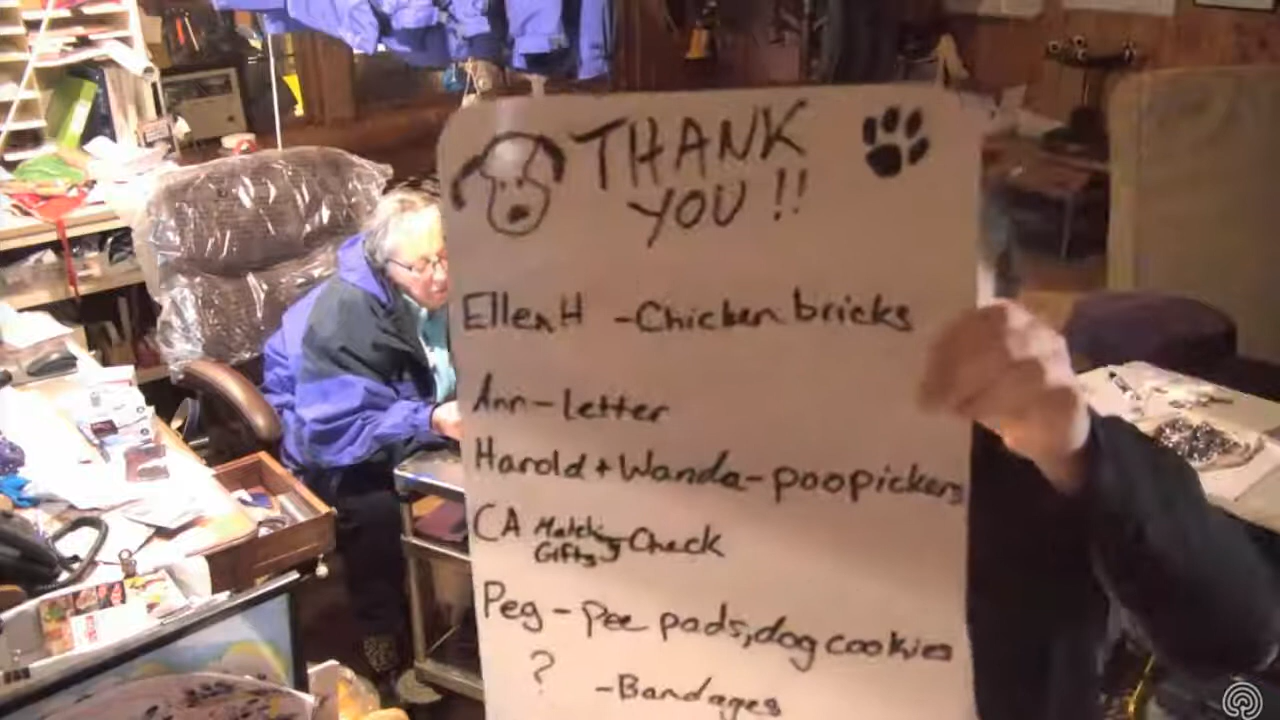 THANK
YOU !!
Ellen H - Chicken bricks
Ann - letter
Harold + Wanda - poopickers
CA Matching Gifts Check
Peg - Pee pads, dog cookies
? - Bandages